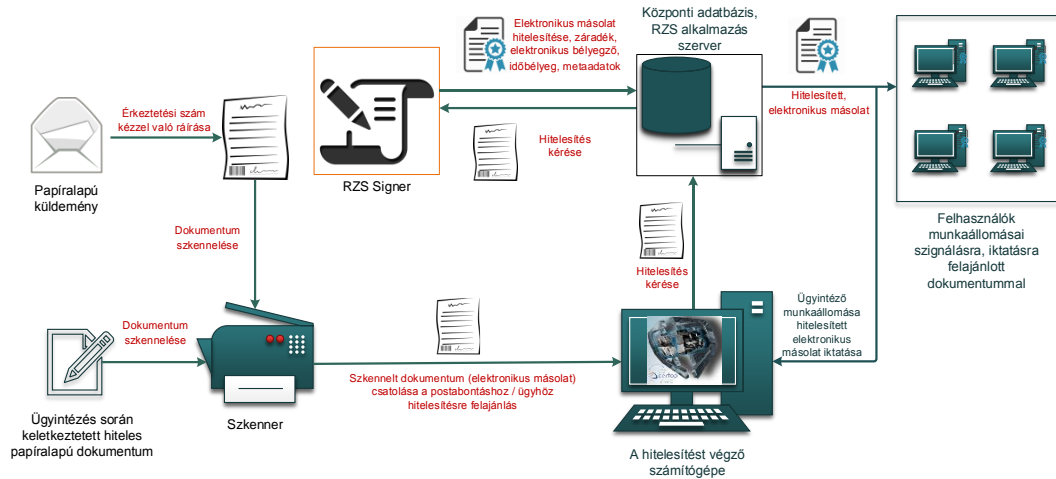 Elektronikus másolat
hitelesítése, záradék,
elektronikus bélyegző,
időbélyeg, metaadatok
Központi adatbázis,
RZS alkalmazás
szerver
Érkeztetési szám
kézzel való ráírása
Hitelesített,
elektronikus másolat
Hitelesítés
kérése
Papíralapú
küldemény
RZS Signer
Felhasználók
munkaállomásai
szignálásra, iktatásra
felajánlott
dokumentummal
Dokumentum
szkennelése
Hitelesítés
kérése
Dokumentum
szkennelése
Ügyintéző
munkaállomása
hitelesített
elektronikus
másolat iktatása
Szkennelt dokumentum (elektronikus másolat)
csatolása a postabontáshoz / ügyhöz
hitelesítésre felajánlás
Ügyintézés során
keletkeztetett hiteles
papíralapú dokumentum
Szkenner
A hitelesítést végző
számítógépe